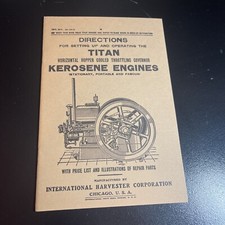 DIRECTIONS
FOR SETTING UP AND OPERATING THE
TITAN
HORIZONTAL HOPPER COOLED THROTTLING GOVERNOR
KEROSENE ENGINES
STATIONARY, PORTABLE AND
WITH PRICE LIST AND ILLUSTRATIONS OF REPAIR PARTS
MANUFACTURED BY
INTERNATIONAL HARVESTER CORPORATION
CHICAGO, U.S.A.